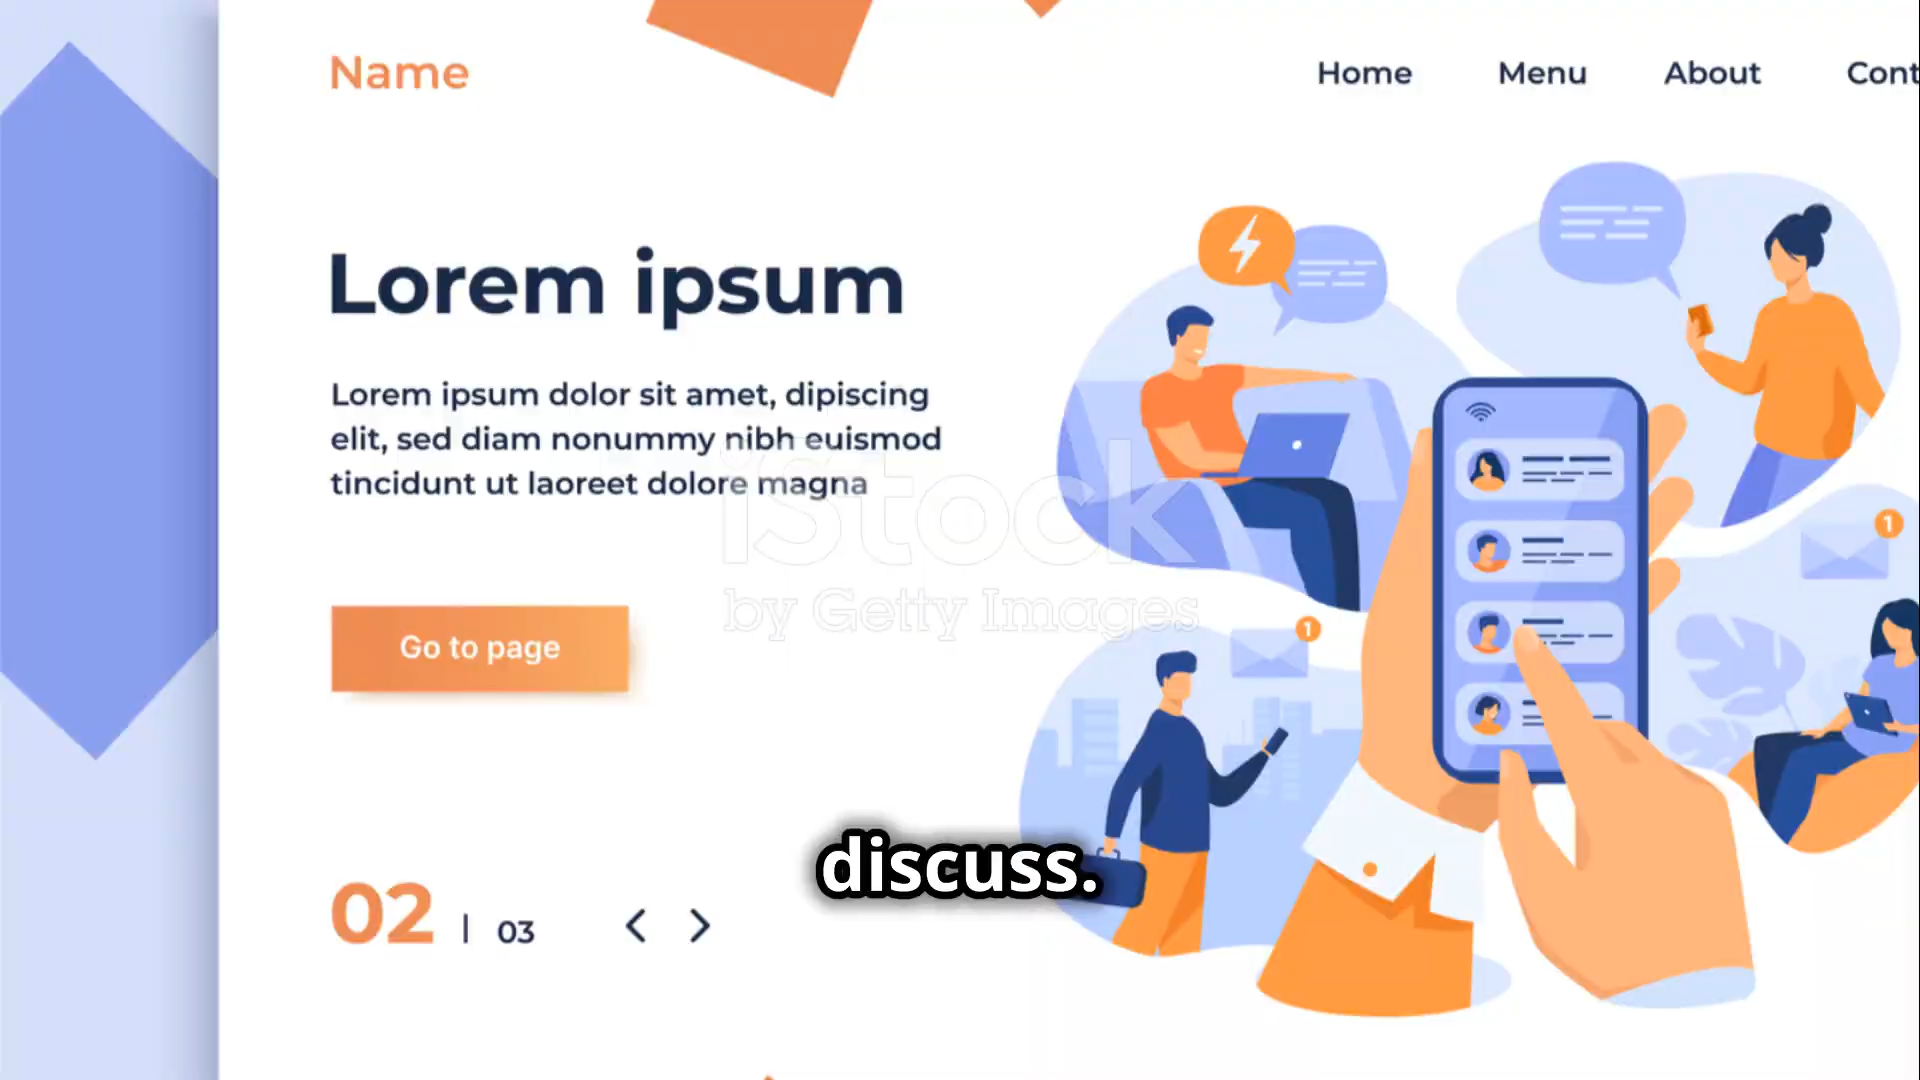 Name
Home Menu About Cont
Lorem ipsum
Lorem ipsum dolor sit amet, dipiscing
elit, sed diam nonummy nibh euismod
tincidunt ut laoreet dolore magna
iStock
by Getty Images
Go to page
1
1
discuss.
02 | 03